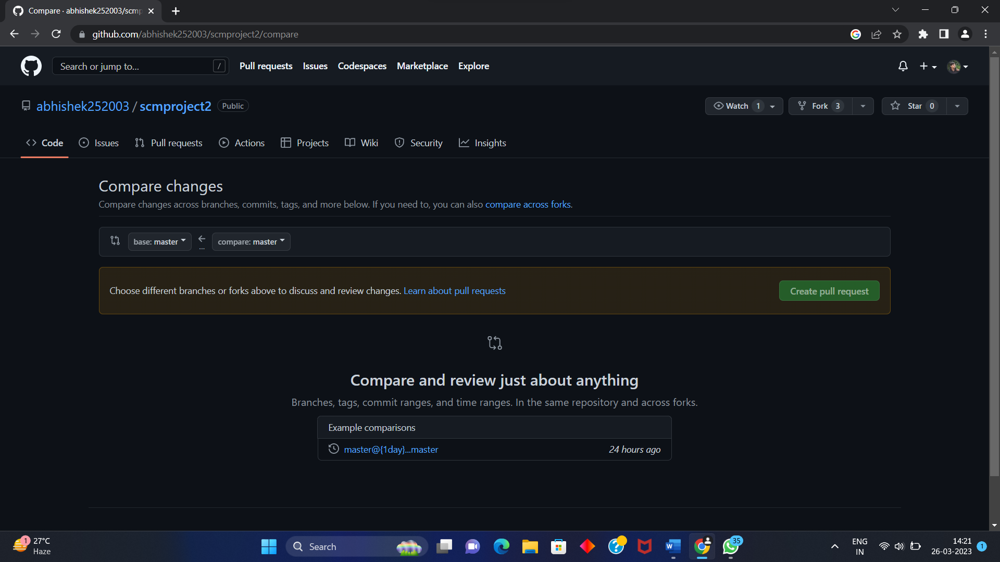 Compare · abhishek252003/scmp
github.com/abhishek252003/scmproject2/compare
Search or jump to... /
Pull requests Issues Codespaces Marketplace Explore
abhishek252003 / scmproject2 Public
Watch 1 Fork 3 Star 0
Code Issues Pull requests Actions Projects Wiki Security Insights
Compare changes
Compare changes across branches, commits, tags, and more below. If you need to, you can also compare across forks.
base: master ... compare: master
Choose different branches or forks above to discuss and review changes. Learn about pull requests
Create pull request
Compare and review just about anything
Branches, tags, commit ranges, and time ranges. In the same repository and across forks.
Example comparisons
master@{1day}...master 24 hours ago
1 27°C
Haze
Search
W
35
ENG
IN
14:21
26-03-2023
1